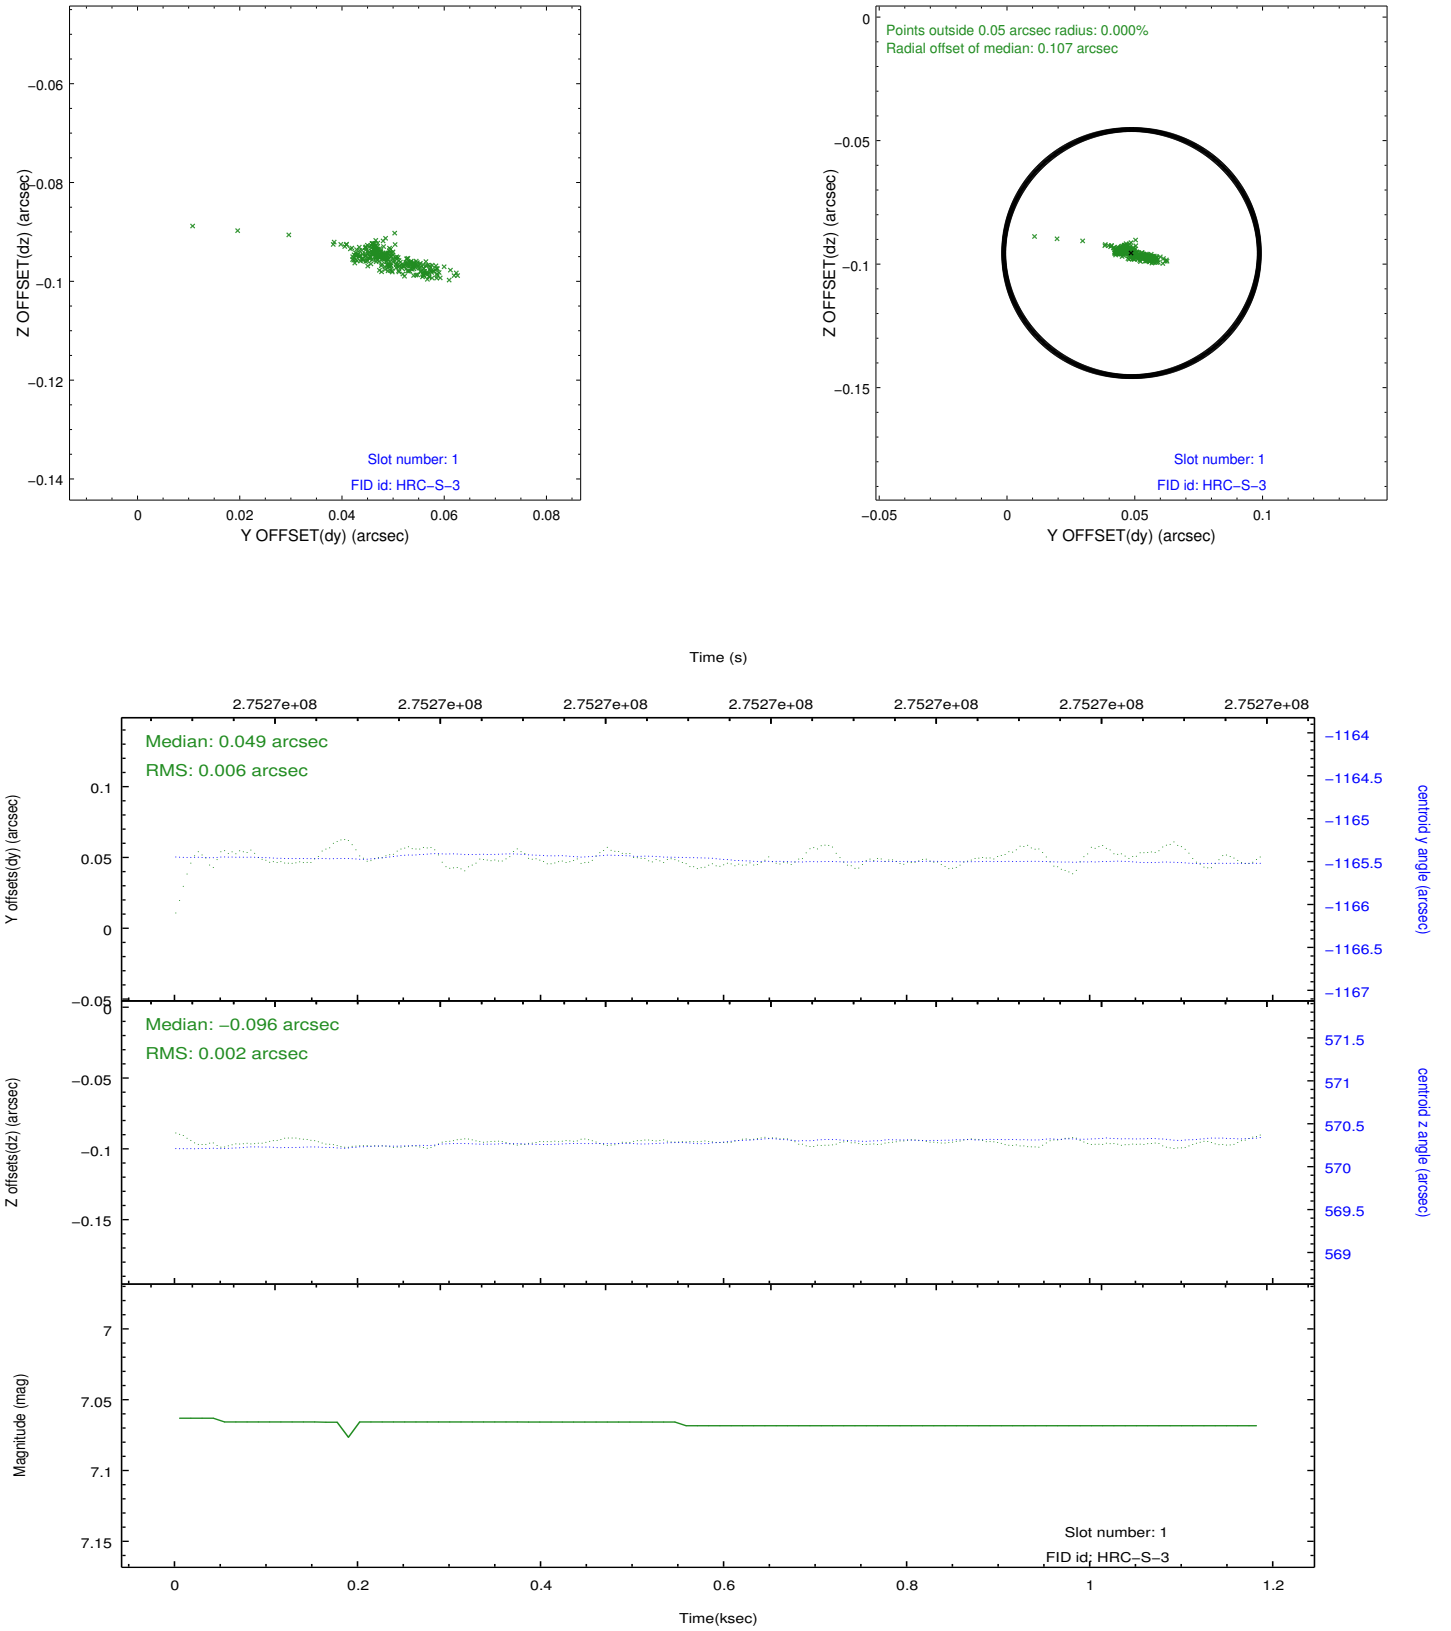 −0.06
−0.08
−0.1
−0.12
−0.14
Z OFFSET(dz) (arcsec)
Slot number: 1
FID id: HRC−S−3
0 0.02 0.04 0.06 0.08
Y OFFSET(dy) (arcsec)
Points outside 0.05 arcsec radius: 0.000%
Radial offset of median: 0.107 arcsec
0
−0.05
−0.1
−0.15
Z OFFSET(dz) (arcsec)
Slot number: 1
FID id: HRC−S−3
−0.05 0 0.05 0.1
Y OFFSET(dy) (arcsec)
Time (s)
2.7527e+08 2.7527e+08 2.7527e+08 2.7527e+08 2.7527e+08 2.7527e+08 2.7527e+08
Median: 0.049 arcsec
RMS: 0.006 arcsec
0.1
0.05
0
−0.05
Y offsets(dy) (arcsec)
−1164
−1164.5
−1165
−1165.5
−1166
−1166.5
−1167
centroid y angle (arcsec)
Median: −0.096 arcsec
RMS: 0.002 arcsec
0
−0.05
−0.1
−0.15
Z offsets(dz) (arcsec)
571.5
571
570.5
570
569.5
569
centroid z angle (arcsec)
7
7.05
7.1
7.15
Magnitude (mag)
Slot number: 1
FID id: HRC−S−3
0 0.2 0.4 0.6 0.8 1 1.2
Time(ksec)